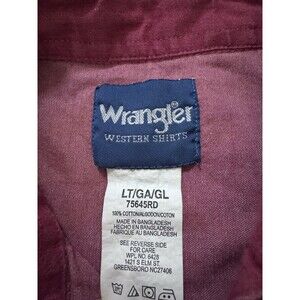 Wrangler
WESTERN SHIRTS
LT/GA/GL
75645RD
100% COTTON/ALGODON/COTON
MADE IN BANGLADESH
HECHO EN BANGLADESH
FABRIQUE AU BANGLADESH
SEE REVERSE SIDE
FOR CARE
WPL NO. 6428
1421 S ELM ST.
GREENSBORO NC27406